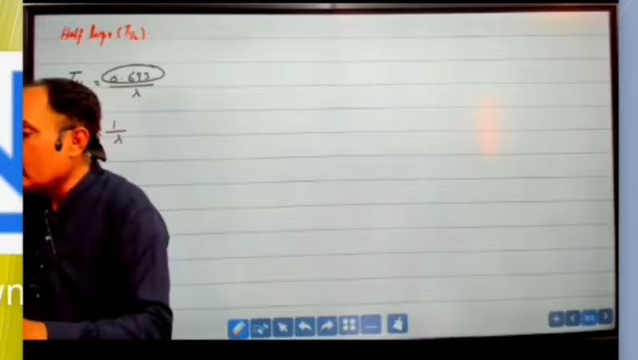 Half life (T½).
T½ = 0.693/λ
1/λ